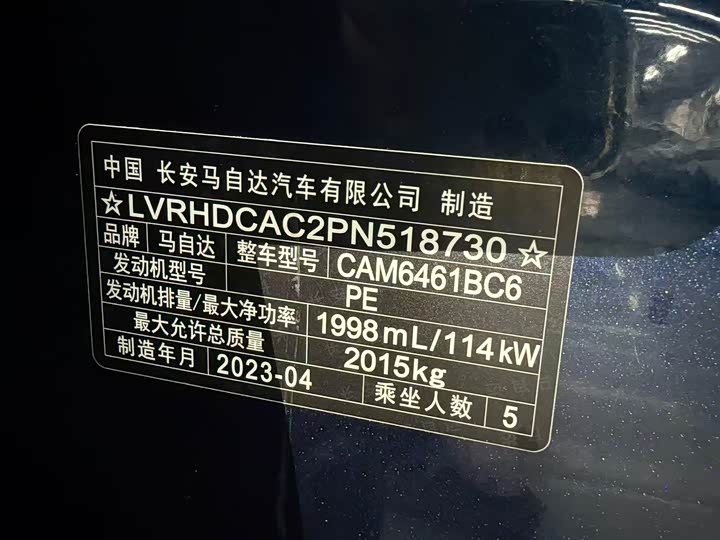 中国 长安马自达汽车有限公司 制造
☆LVRHDCAC2PN518730☆
品牌 马自达 整车型号 CAM6461BC6
发动机型号 PE
发动机排量/最大净功率 1998mL/114kW
最大允许总质量 2015kg
制造年月 2023-04 乘坐人数 5